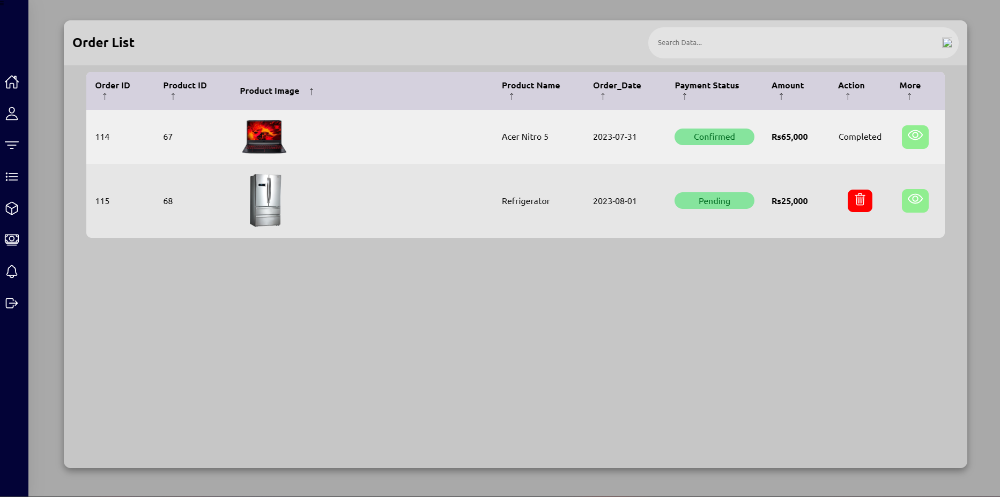 Order List
Search Data...
Order ID ↑
Product ID ↑
Product Image ↑
Product Name ↑
Order_Date ↑
Payment Status ↑
Amount ↑
Action ↑
More ↑
114 67 Acer Nitro 5 2023-07-31 Confirmed Rs65,000 Completed
115 68 Refrigerator 2023-08-01 Pending Rs25,000